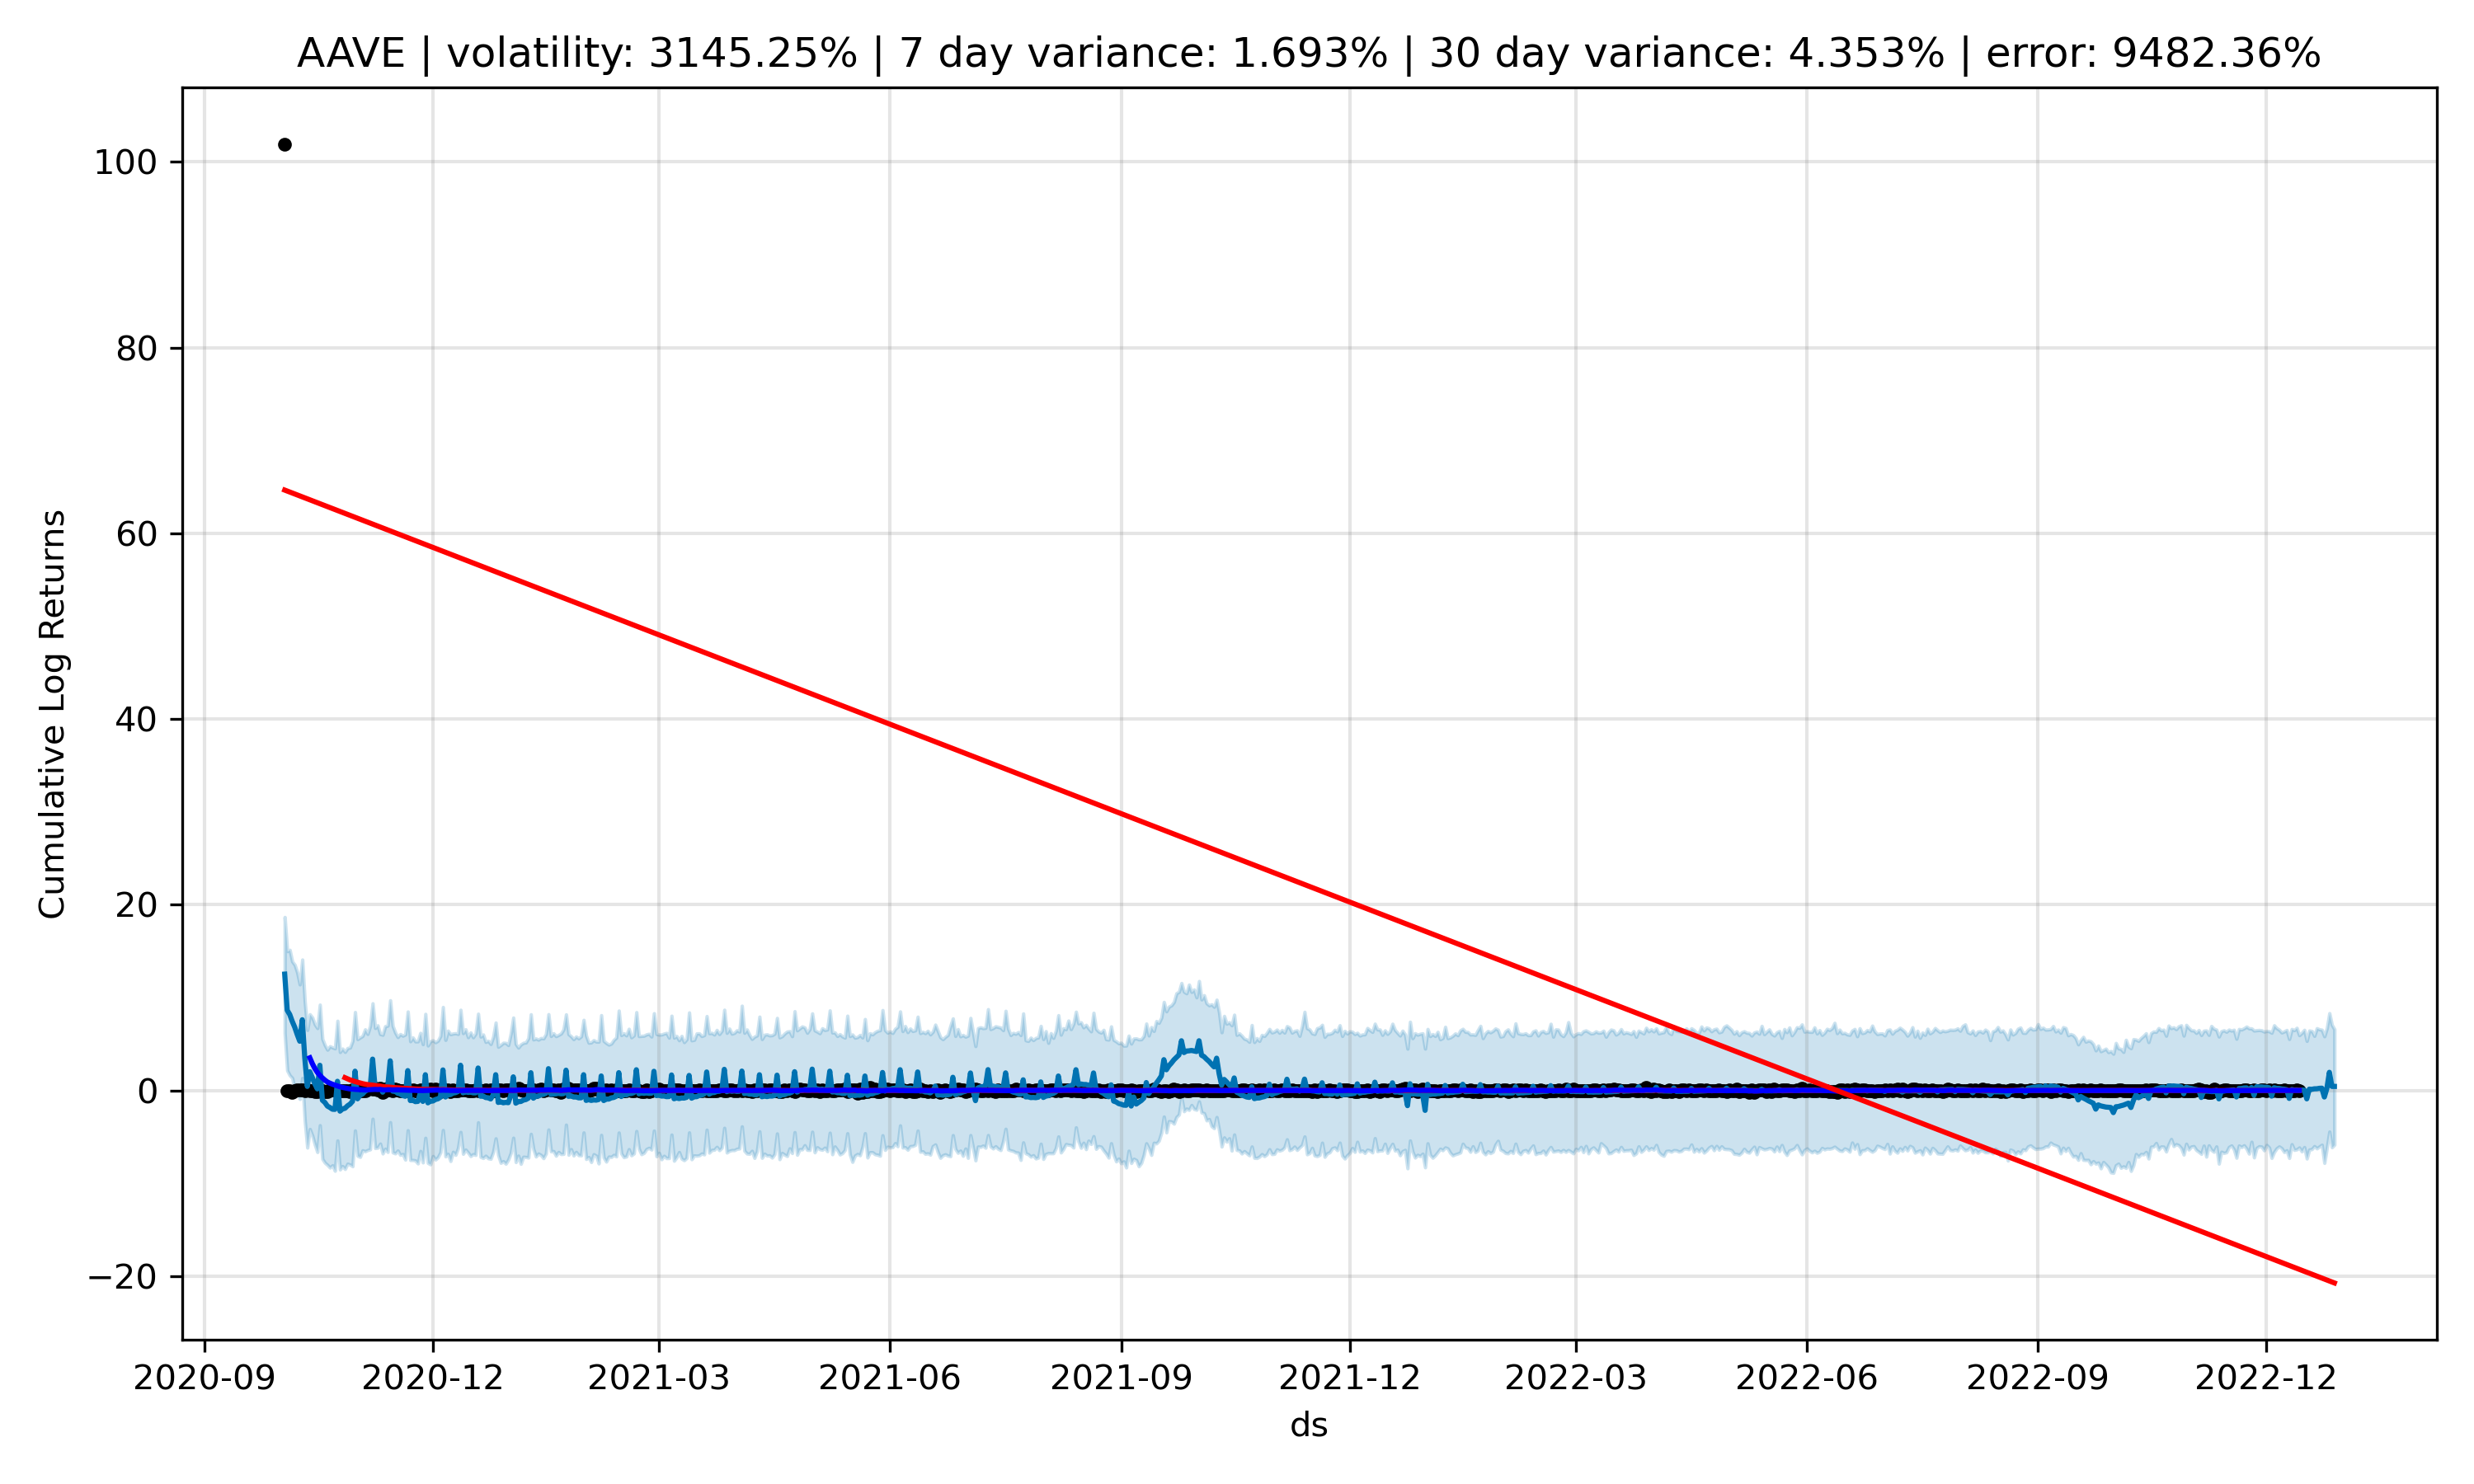 AAVE | volatility: 3145.25% | 7 day variance: 1.693% | 30 day variance: 4.353% | error: 9482.36%
Cumulative Log Returns
100
80
60
40
20
0
−20
2020-09 2020-12 2021-03 2021-06 2021-09 2021-12 2022-03 2022-06 2022-09 2022-12
ds